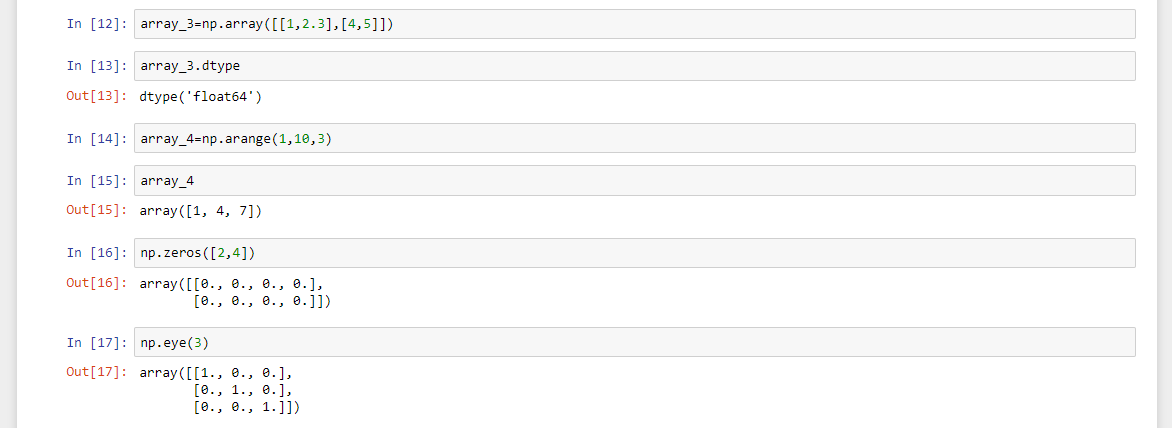 In [12]: array_3=np.array([[1,2.3],[4,5]])
In [13]: array_3.dtype
Out[13]: dtype('float64')
In [14]: array_4=np.arange(1,10,3)
In [15]: array_4
Out[15]: array([1, 4, 7])
In [16]: np.zeros([2,4])
Out[16]: array([[0., 0., 0., 0.],
[0., 0., 0., 0.]])
In [17]: np.eye(3)
Out[17]: array([[1., 0., 0.],
[0., 1., 0.],
[0., 0., 1.]])